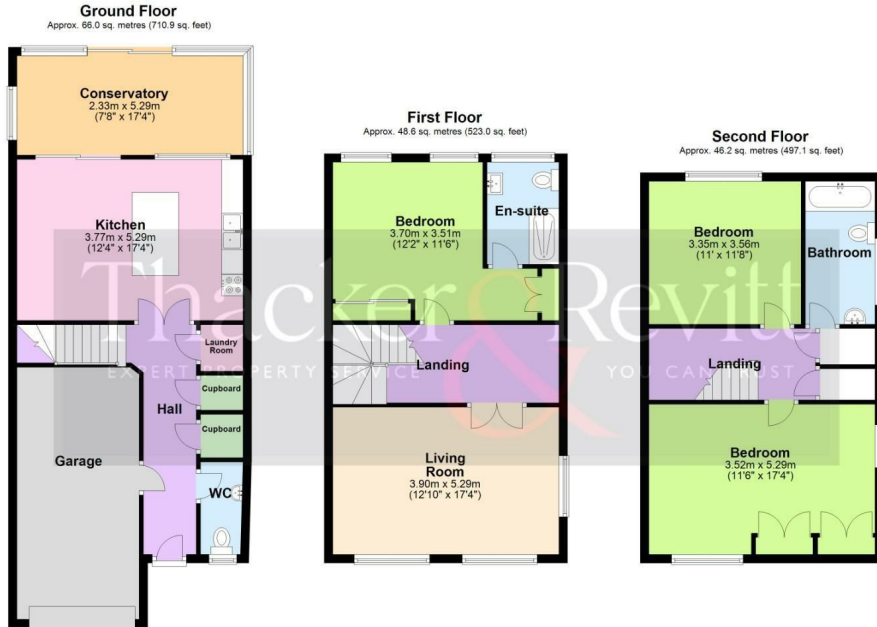 Ground Floor
Approx. 66.0 sq. metres (710.9 sq. feet)
Conservatory
2.33m x 5.29m
(7'8" x 17'4")
Kitchen
3.77m x 5.29m
(12'4" x 17'4")
Laundry
Room
Cupboard
Cupboard
Hall
Garage
WC
First Floor
Approx. 48.6 sq. metres (523.0 sq. feet)
Bedroom
3.70m x 3.51m
(12'2" x 11'6")
En-suite
Landing
Living
Room
3.90m x 5.29m
(12'10" x 17'4")
Second Floor
Approx. 46.2 sq. metres (497.1 sq. feet)
Bedroom
3.35m x 3.56m
(11' x 11'8")
Bathroom
Landing
Bedroom
3.52m x 5.29m
(11'6" x 17'4")
Thacker & Revitt
EXPERT PROPERTY SERVICE YOU CAN TRUST